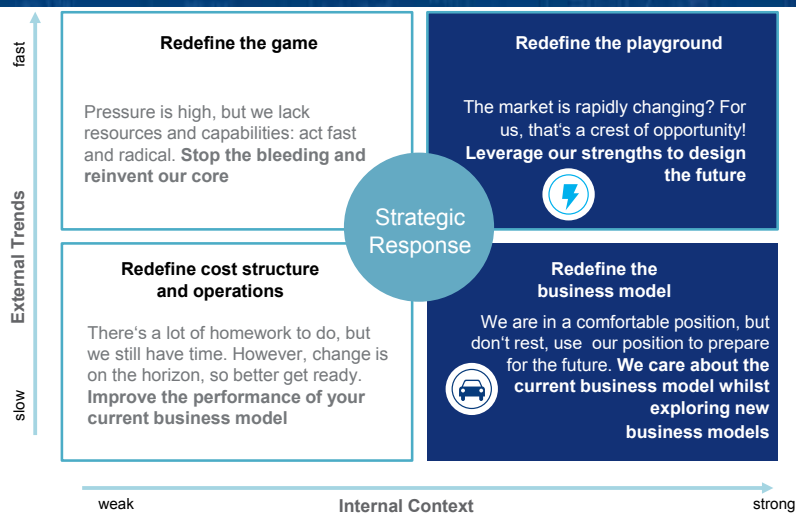 fast
External Trends
slow
Redefine the game
Pressure is high, but we lack
resources and capabilities: act fast
and radical. Stop the bleeding and
reinvent our core
Redefine the playground
The market is rapidly changing? For
us, that‘s a crest of opportunity!
Leverage our strengths to design
the future
Strategic
Response
Redefine cost structure
and operations
There‘s a lot of homework to do, but
we still have time. However, change is
on the horizon, so better get ready.
Improve the performance of your
current business model
Redefine the
business model
We are in a comfortable position, but
don‘t rest, use our position to prepare
for the future. We care about the
current business model whilst
exploring new
business models
weak
Internal Context
strong